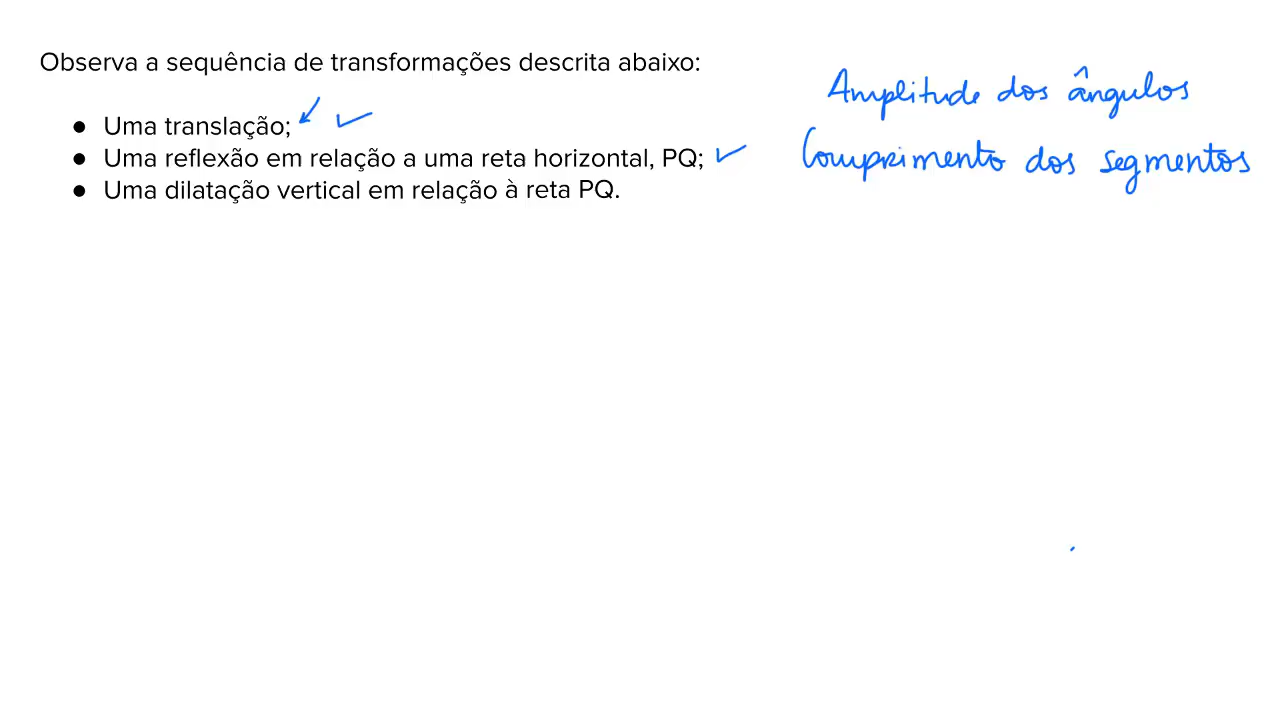 Observa a sequência de transformações descrita abaixo:
● Uma translação;
● Uma reflexão em relação a uma reta horizontal, PQ;
● Uma dilatação vertical em relação à reta PQ.
Amplitude dos ângulos
Comprimento dos segmentos